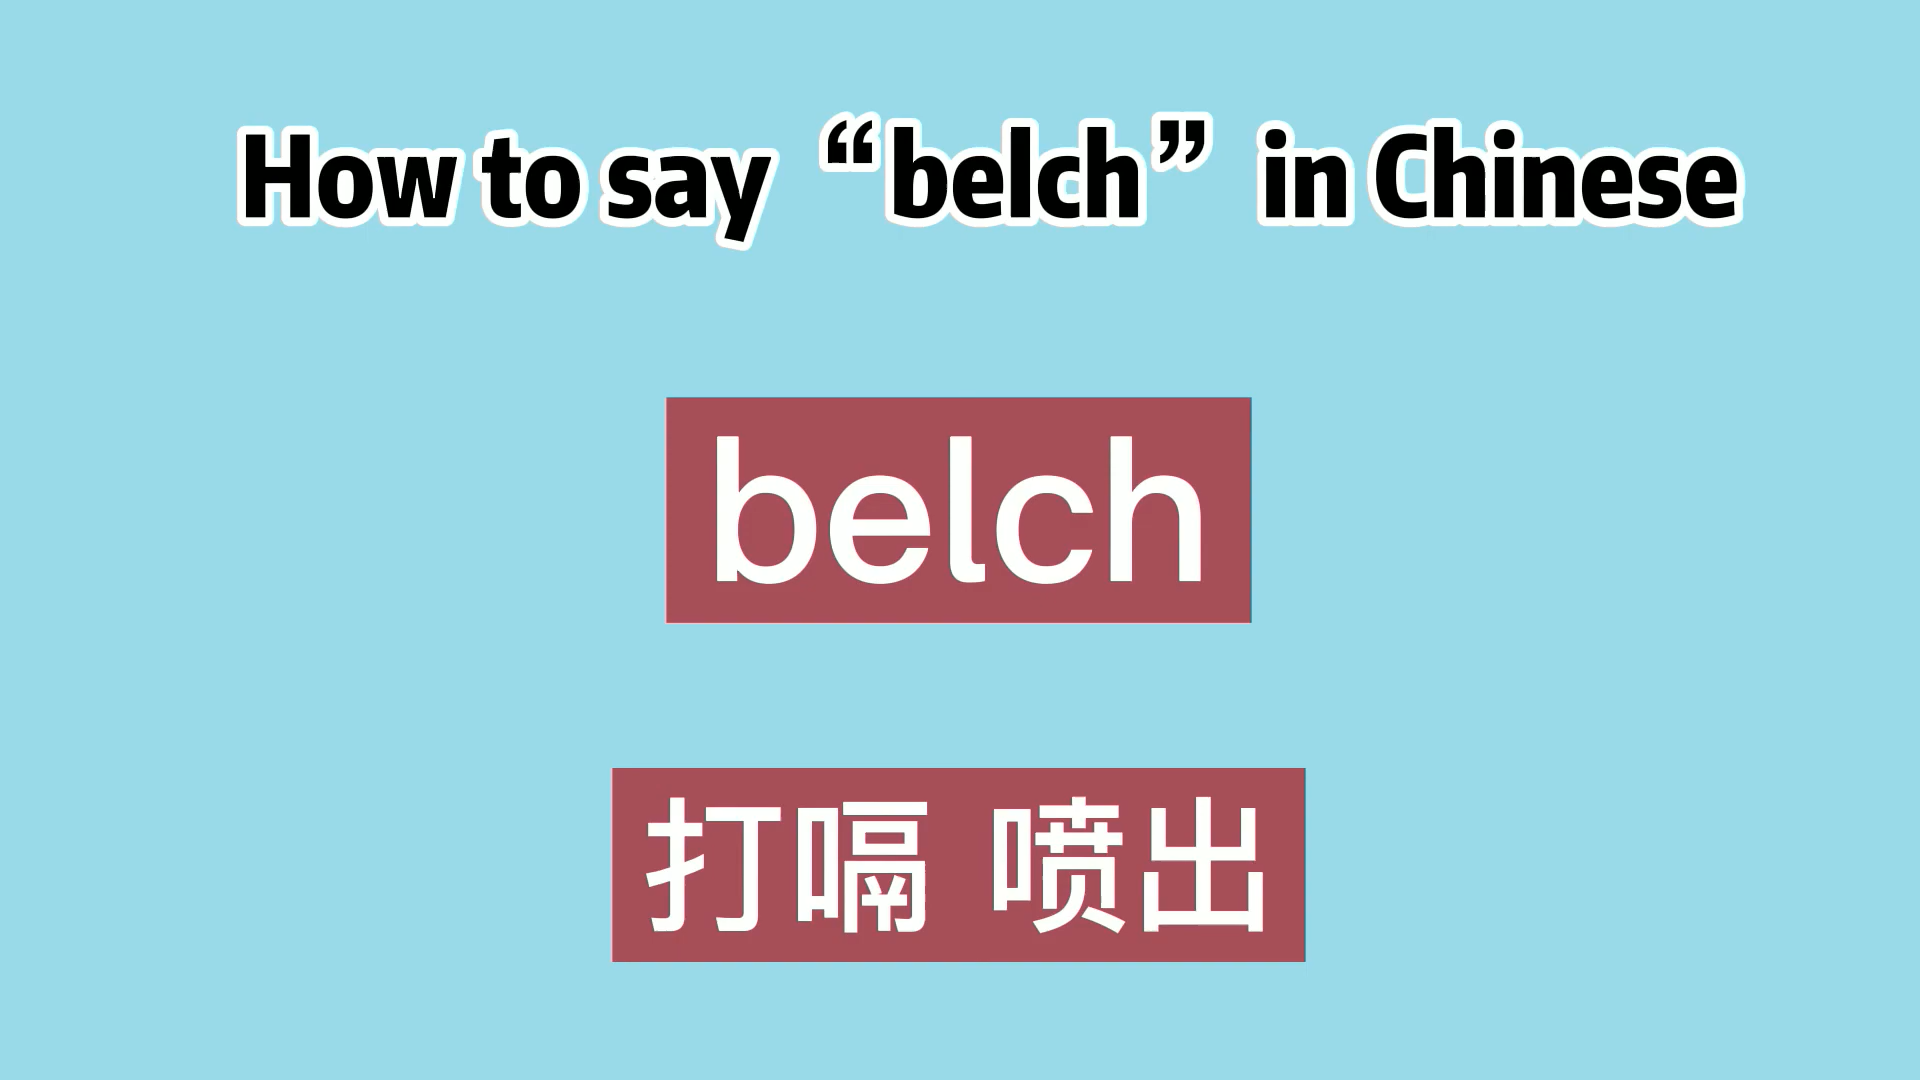 How to say “belch” in Chinese
belch
打嗝 喷出